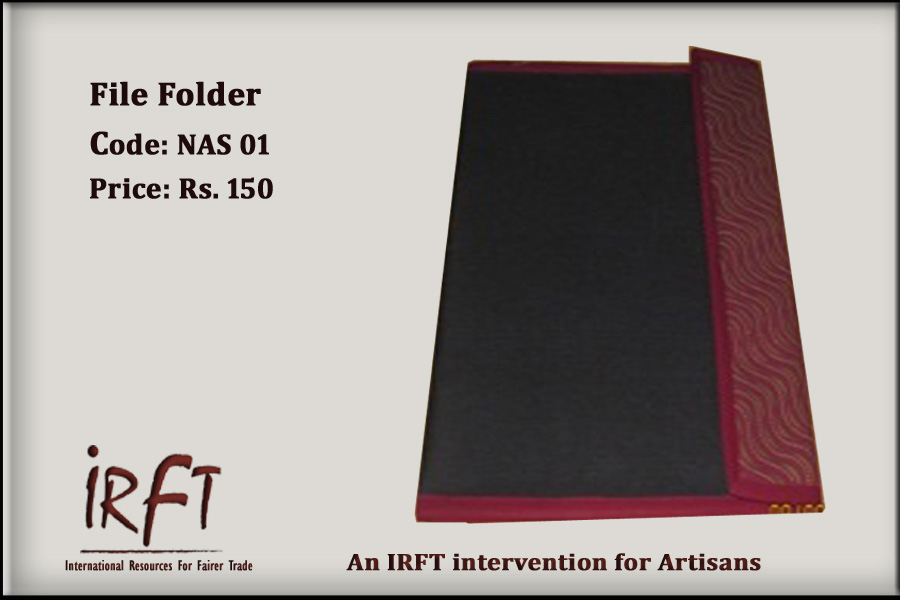 File Folder
Code: NAS 01
Price: Rs. 150
iRFT
International Resources For Fairer Trade
An IRFT intervention for Artisans